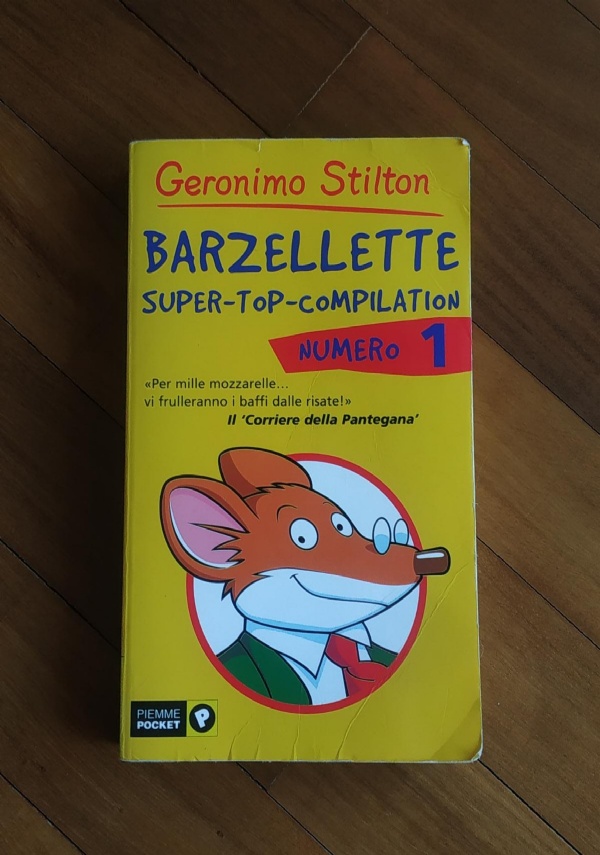 Geronimo Stilton
BARZELLETTE
SUPER-TOP-COMPILATION
NUMERO 1
«Per mille mozzarelle...
vi frulleranno i baffi dalle risate!»
Il 'Corriere della Pantegana'
PIEMME
POCKET
P